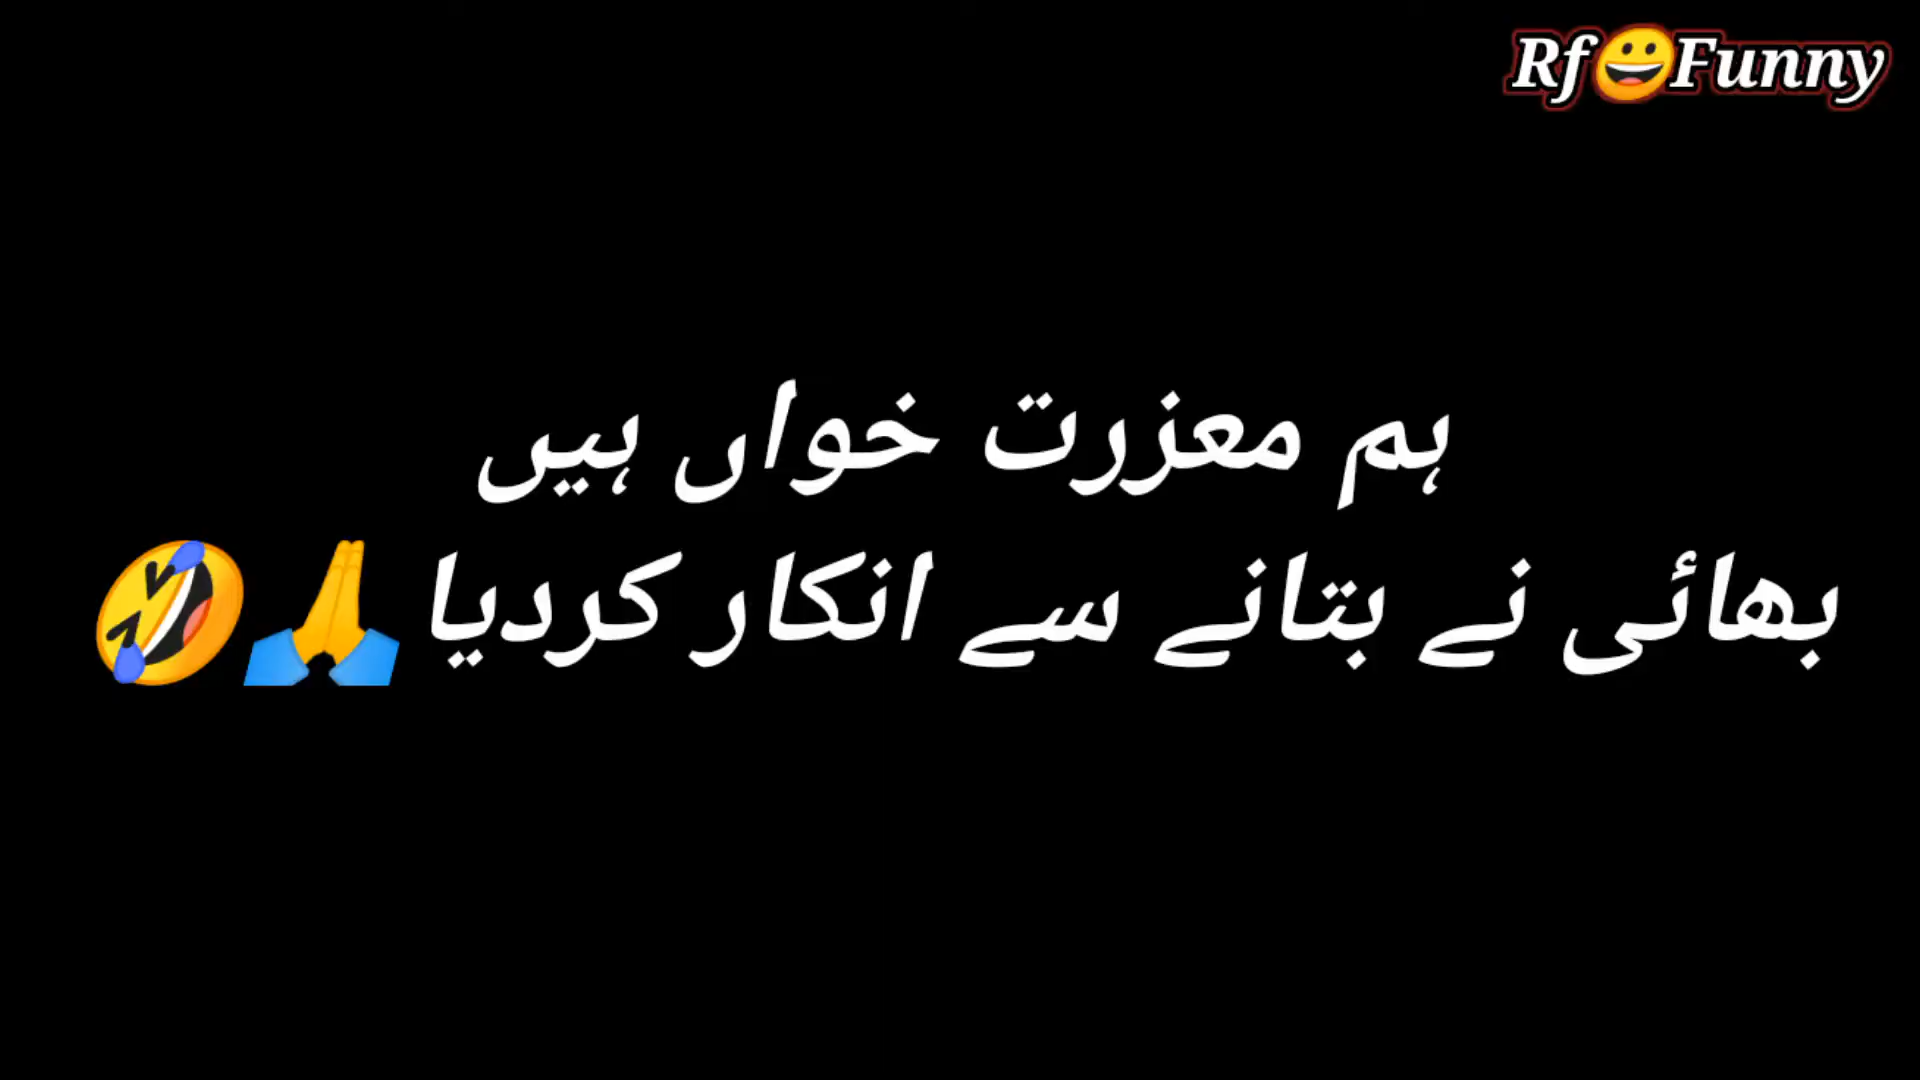 Rf😀Funny
ہم معزرت خواں ہیں
بھائی نے بتانے سے انکار کردیا 🙏🤣